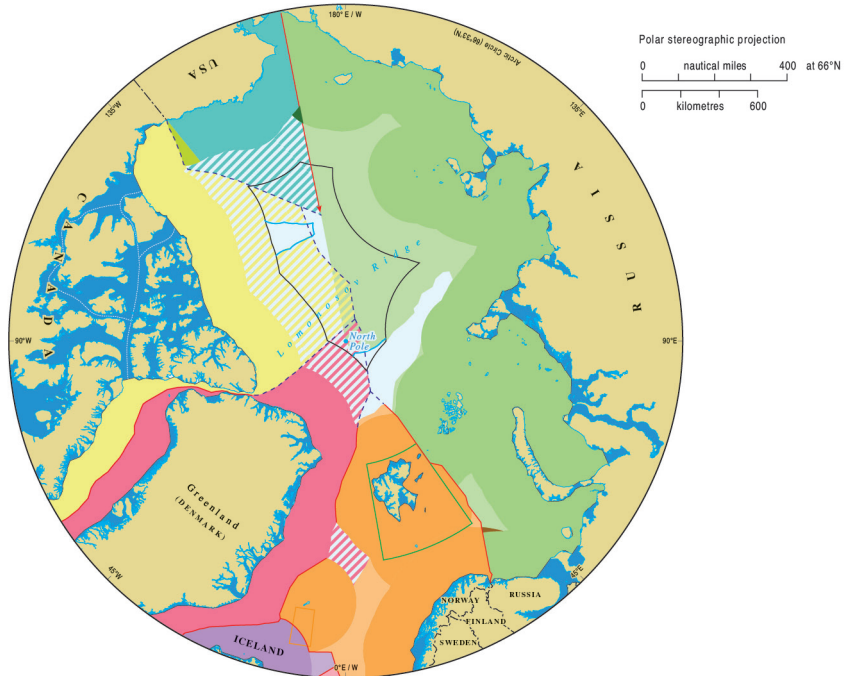 180° E / W
Arctic Circle (66°33'N)
Polar stereographic projection
0 nautical miles 400 at 66°N
0 kilometres 600
USA
135°W
135°E
CANADA
RUSSIA
Lomonosov Ridge
North
Pole
90°W
90°E
Greenland
(DENMARK)
45°W
45°E
NORWAY
RUSSIA
FINLAND
SWEDEN
ICELAND
0°E / W